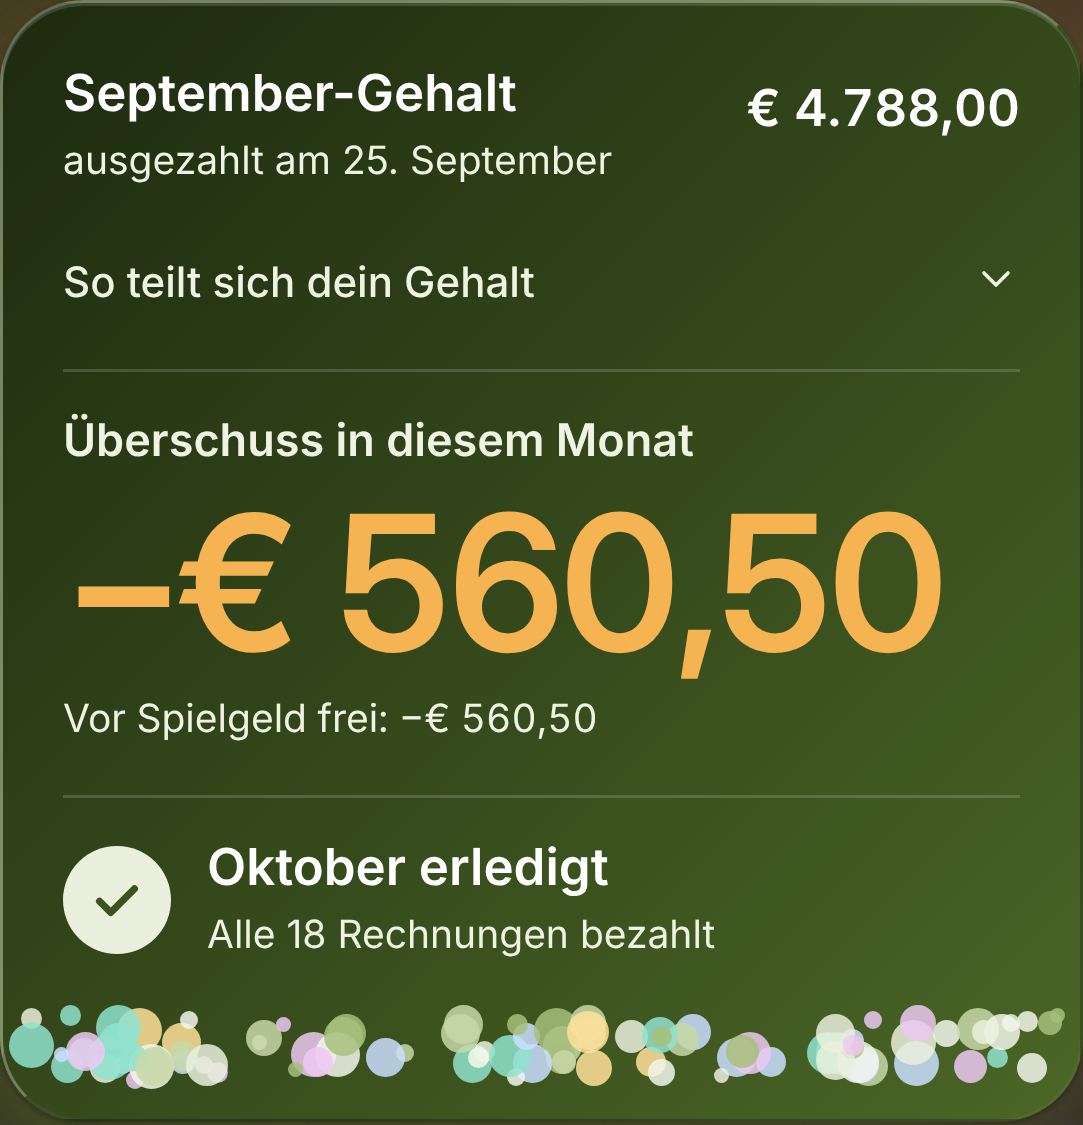 September-Gehalt
€ 4.788,00
ausgezahlt am 25. September
So teilt sich dein Gehalt
Überschuss in diesem Monat
−€ 560,50
Vor Spielgeld frei: −€ 560,50
Oktober erledigt
Alle 18 Rechnungen bezahlt